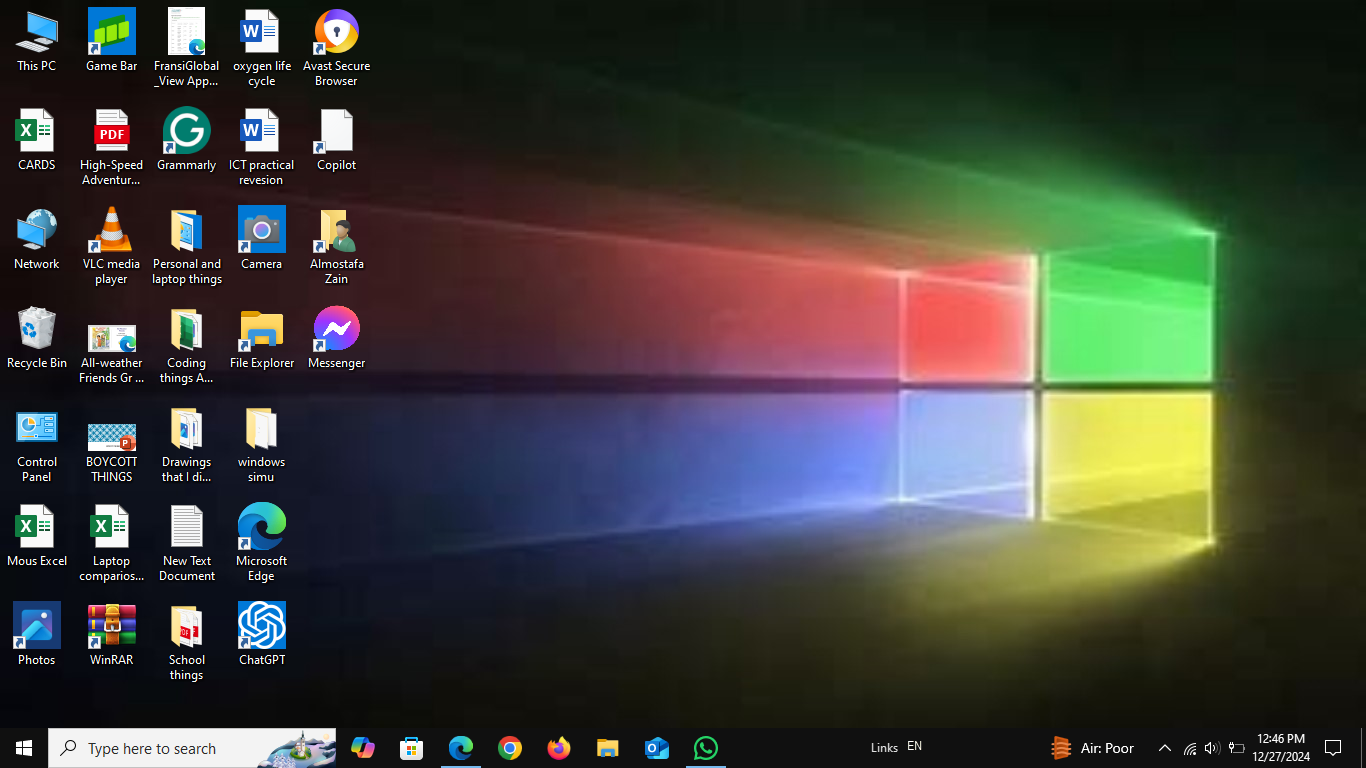 This PC
Game Bar
FransiGlobal
_View App...
oxygen life
cycle
Avast Secure
Browser
CARDS
PDF
High-Speed
Adventur...
Grammarly
ICT practical
revesion
Copilot
Network
VLC media
player
Personal and
laptop things
Camera
Almostafa
Zain
Recycle Bin
All-weather
Friends Gr ...
Coding
things A...
File Explorer
Messenger
Control
Panel
BOYCOTT
THINGS
Drawings
that I di...
windows
simu
Mous Excel
Laptop
comparios...
New Text
Document
Microsoft
Edge
Photos
WinRAR
School
things
ChatGPT
Type here to search
Links
EN
Air: Poor
12:46 PM
12/27/2024